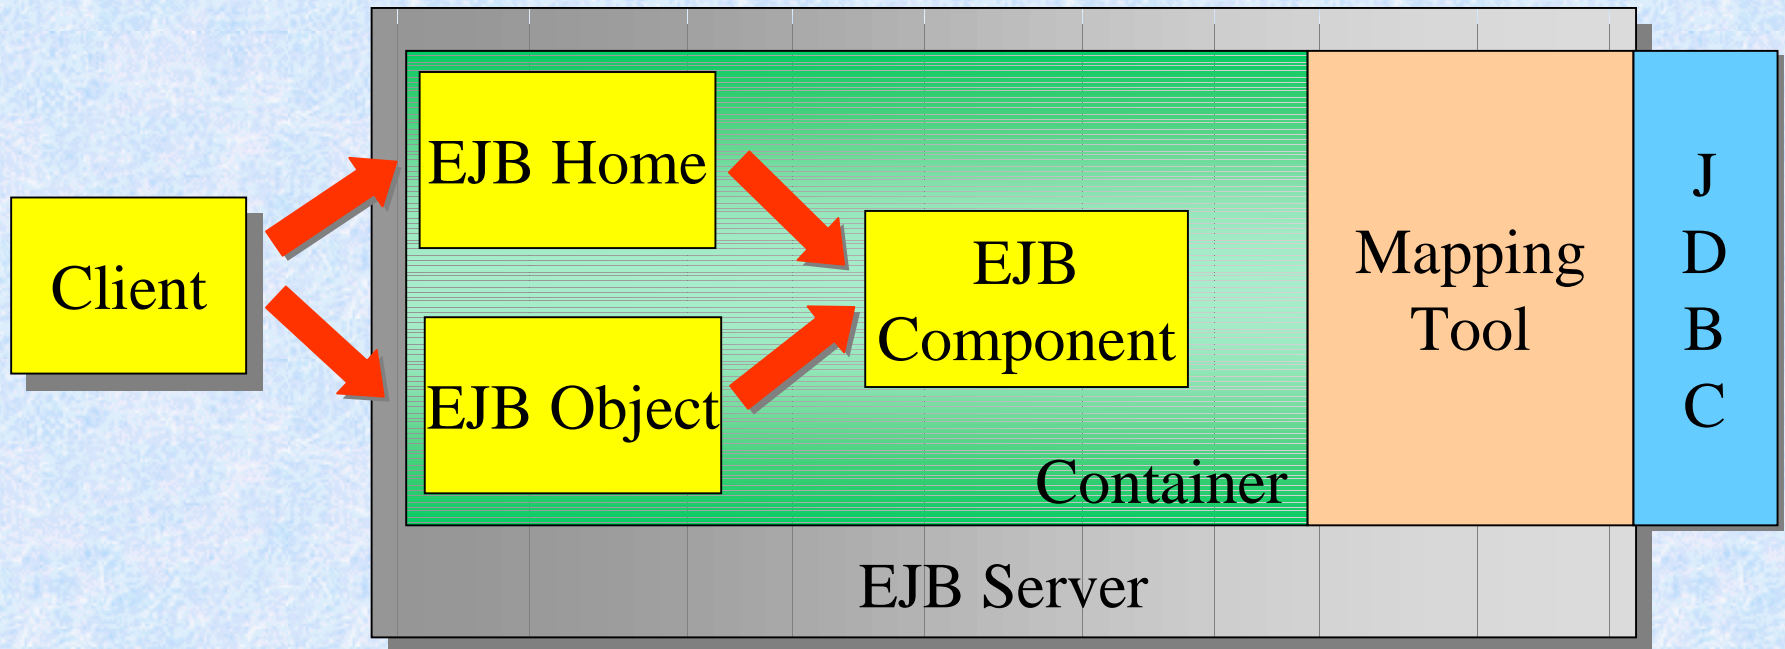 Client
EJB Home
EJB Object
EJB
Component
Container
Mapping
Tool
J
D
B
C
EJB Server